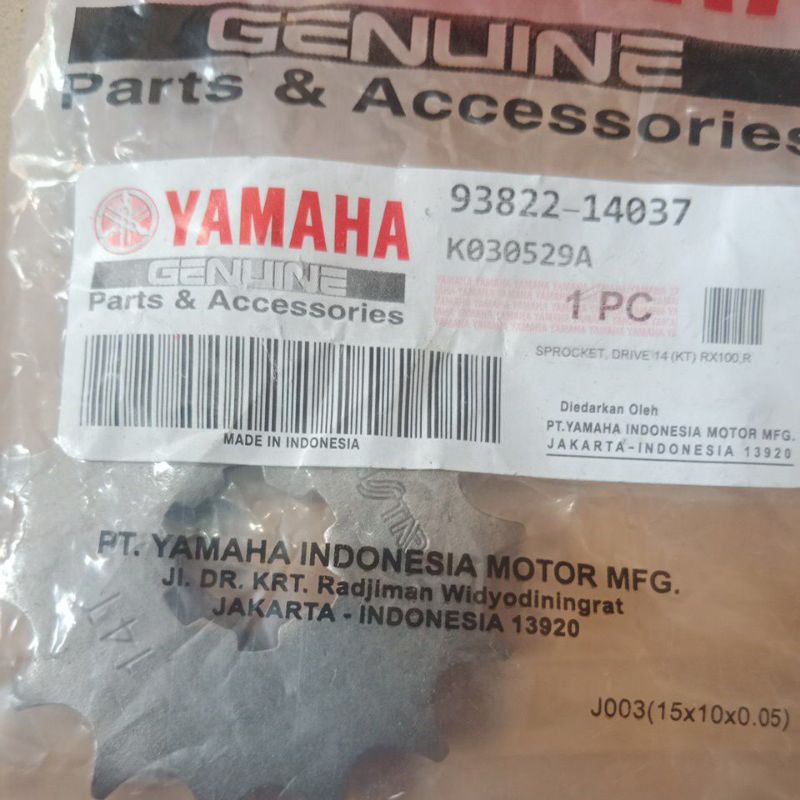 GENUINE
Parts & Accessories
YAMAHA
GENUINE
Parts & Accessories
93822-14037
K030529A
1 PC
SPROCKET, DRIVE 14 (KT) RX100,R
Diedarkan Oleh
PT.YAMAHA INDONESIA MOTOR MFG.
JAKARTA-INDONESIA 13920
MADE IN INDONESIA
STAR
PT. YAMAHA INDONESIA MOTOR MFG.
Jl. DR. KRT. Radjiman Widyodiningrat
JAKARTA - INDONESIA 13920
14T
J003(15x10x0.05)